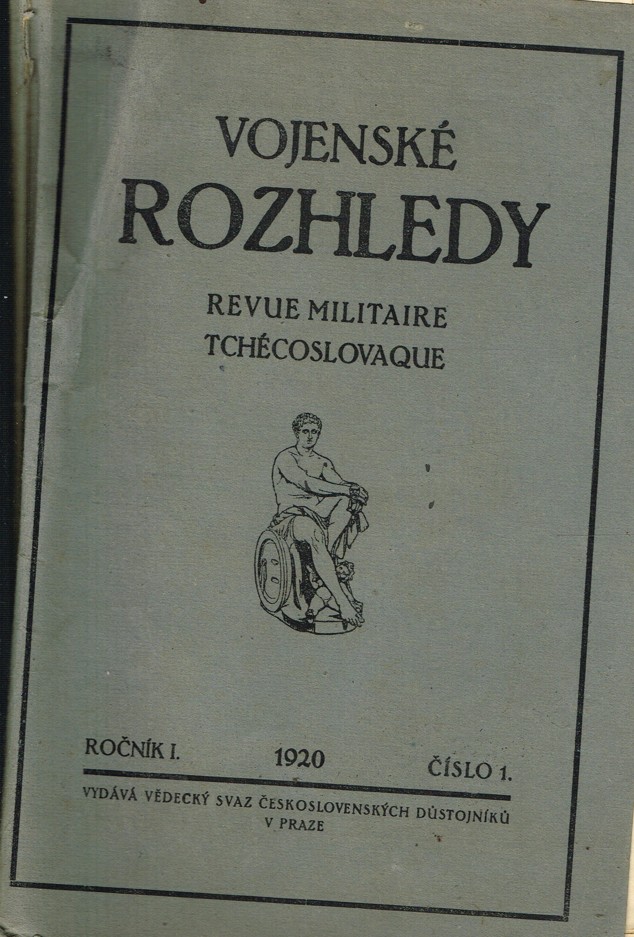 VOJENSKÉ
ROZHLEDY
REVUE MILITAIRE
TCHÉCOSLOVAQUE
ROČNÍK I. 1920 ČÍSLO 1.
VYDÁVÁ VĚDECKÝ SVAZ ČESKOSLOVENSKÝCH DŮSTOJNÍKŮ
V PRAZE